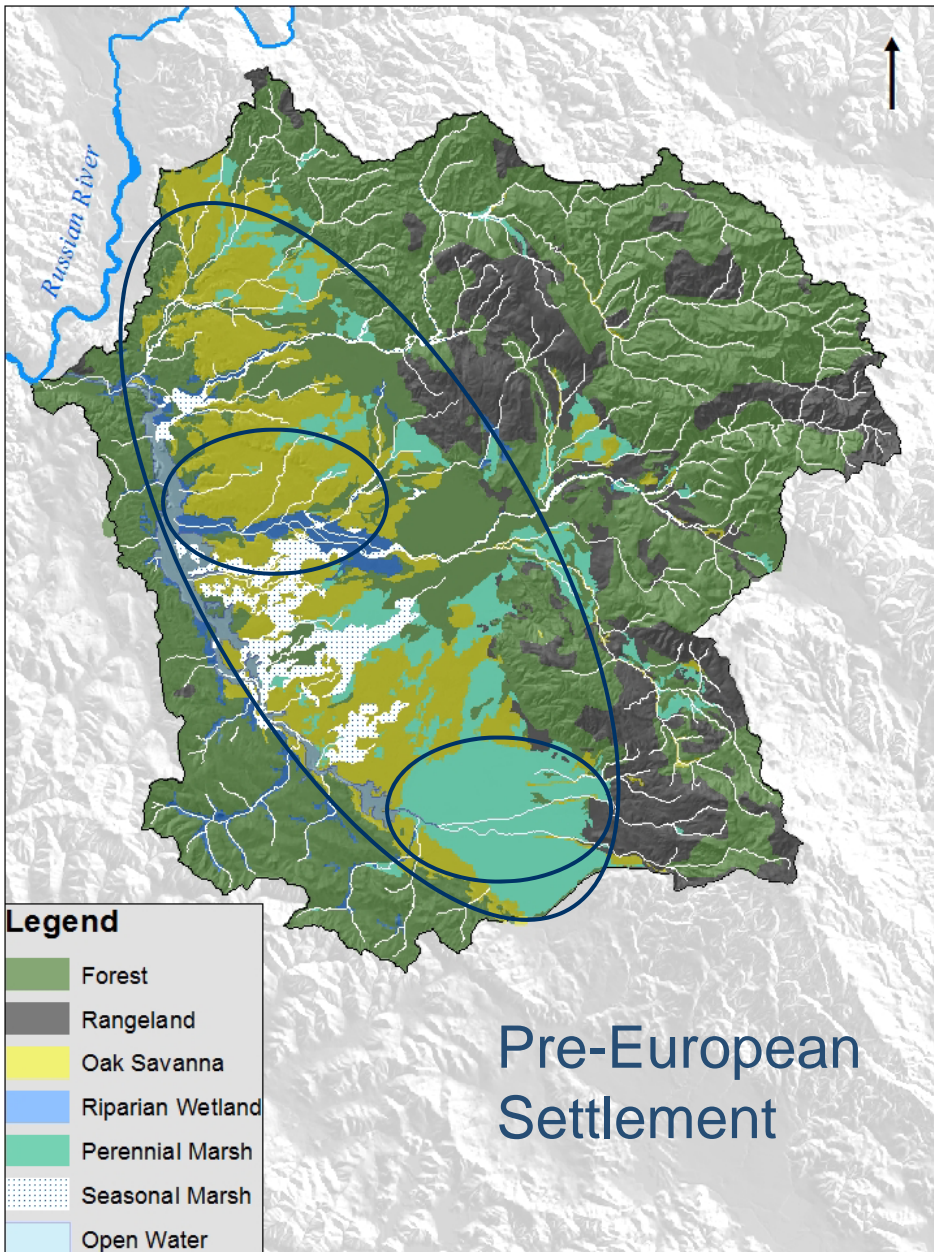 Russian River
Legend
Forest
Rangeland
Oak Savanna
Riparian Wetland
Perennial Marsh
Seasonal Marsh
Open Water
Pre-European
Settlement